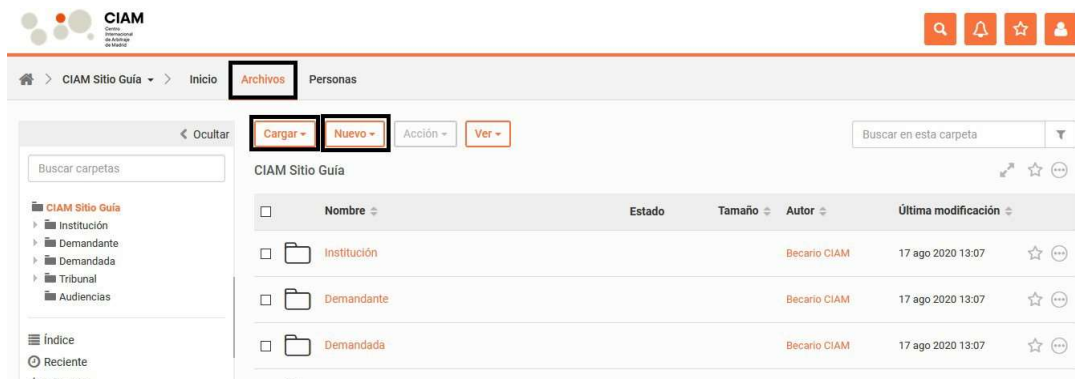 CIAM
Centro
Internacional
de Arbitraje
de Madrid
CIAM Sitio Guía
Inicio
Archivos
Personas
Ocultar
Cargar
Nuevo
Acción
Ver
Buscar en esta carpeta
Buscar carpetas
CIAM Sitio Guía
CIAM Sitio Guía
Institución
Demandante
Demandada
Tribunal
Audiencias
Índice
Reciente
Nombre Estado Tamaño Autor Última modificación
Institución Becario CIAM 17 ago 2020 13:07
Demandante Becario CIAM 17 ago 2020 13:07
Demandada Becario CIAM 17 ago 2020 13:07